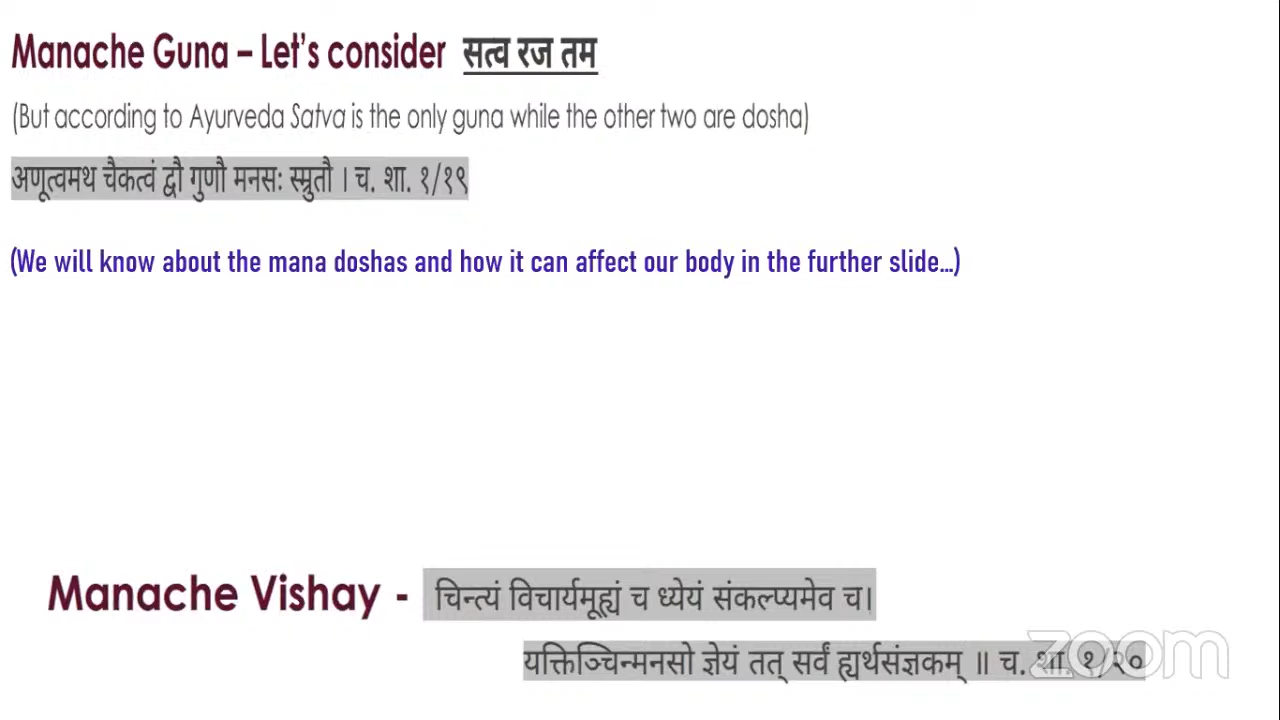 Manache Guna – Let's consider सत्व रज तम
(But according to Ayurveda Satva is the only guna while the other two are dosha)
अणूत्वमथ चैकत्वं द्वौ गुणौ मनसः स्म्रुतौ । च. शा. १/१९
(We will know about the mana doshas and how it can affect our body in the further slide...)
Manache Vishay - चिन्त्यं विचार्यमूह्यं च ध्येयं संकल्प्यमेव च।
यक्तिञ्चिन्मनसो ज्ञेयं तत् सर्वं ह्यर्थसंज्ञकम् ॥ च. शा. १/२०
zoom